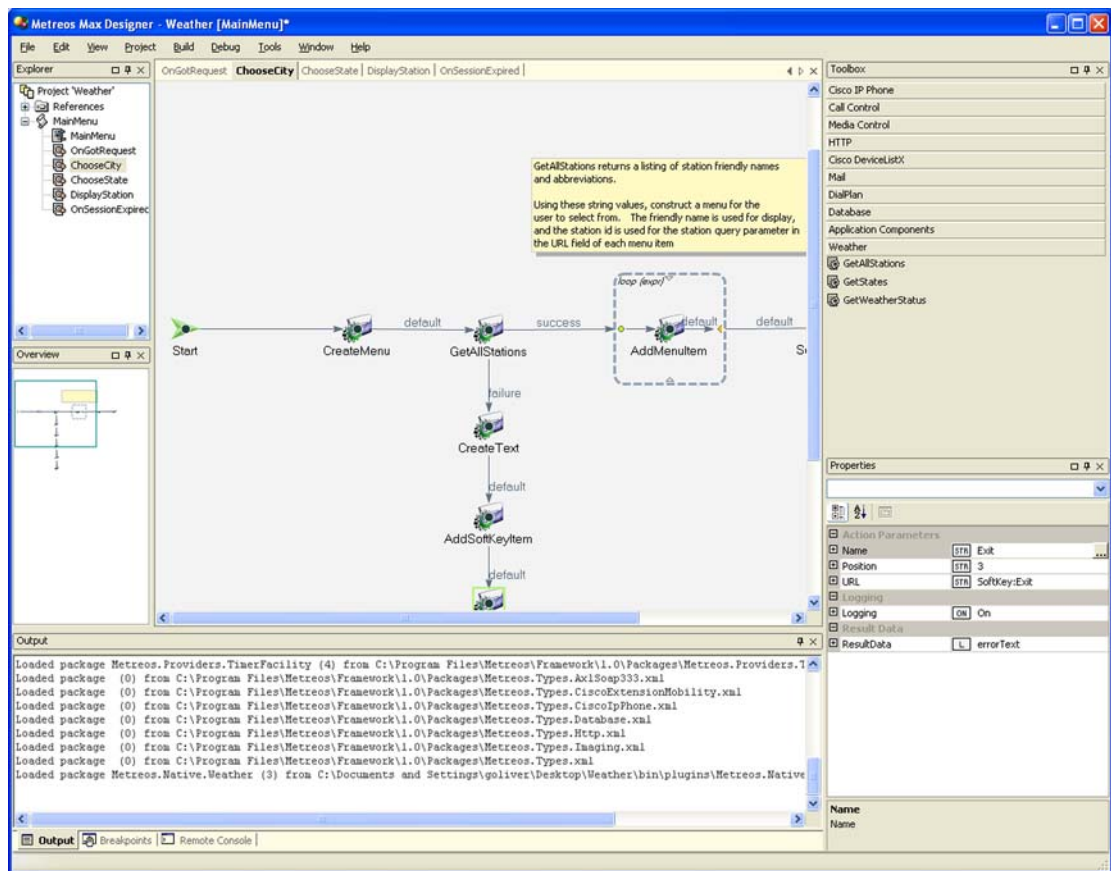 Metreos Max Designer - Weather [MainMenu]*
File Edit View Project Build Debug Tools Window Help
Explorer
Project 'Weather'
References
MainMenu
MainMenu
OnGotRequest
ChooseCity
ChooseState
DisplayStation
OnSessionExpirec
Overview
OnGotRequest ChooseCity ChooseState DisplayStation OnSessionExpired
GetAllStations returns a listing of station friendly names
and abbreviations.
Using these string values, construct a menu for the
user to select from. The friendly name is used for display,
and the station id is used for the station query parameter in
the URL field of each menu item
loop (expr)
default success default default
Start CreateMenu GetAllStations AddMenuItem
failure
CreateText
default
AddSoftKeyItem
default
Toolbox
Cisco IP Phone
Call Control
Media Control
HTTP
Cisco DeviceListX
Mail
DialPlan
Database
Application Components
Weather
GetAllStations
GetStates
GetWeatherStatus
Properties
Action Parameters
Name STR Exit ...
Position STR 3
URL STR SoftKey:Exit
Logging
Logging ON On
Result Data
ResultData L errorText
Name
Name
Output
Loaded package Metreos.Providers.TimerFacility (4) from C:\Program Files\Metreos\Framework\1.0\Packages\Metreos.Providers.T
Loaded package (0) from C:\Program Files\Metreos\Framework\1.0\Packages\Metreos.Types.AxlSoap333.xml
Loaded package (0) from C:\Program Files\Metreos\Framework\1.0\Packages\Metreos.Types.CiscoExtensionMobility.xml
Loaded package (0) from C:\Program Files\Metreos\Framework\1.0\Packages\Metreos.Types.CiscoIpPhone.xml
Loaded package (0) from C:\Program Files\Metreos\Framework\1.0\Packages\Metreos.Types.Database.xml
Loaded package (0) from C:\Program Files\Metreos\Framework\1.0\Packages\Metreos.Types.Http.xml
Loaded package (0) from C:\Program Files\Metreos\Framework\1.0\Packages\Metreos.Types.Imaging.xml
Loaded package (0) from C:\Program Files\Metreos\Framework\1.0\Packages\Metreos.Types.xml
Loaded package Metreos.Native.Weather (3) from C:\Documents and Settings\goliver\Desktop\Weather\bin\plugins\Metreos.Native
Output Breakpoints Remote Console